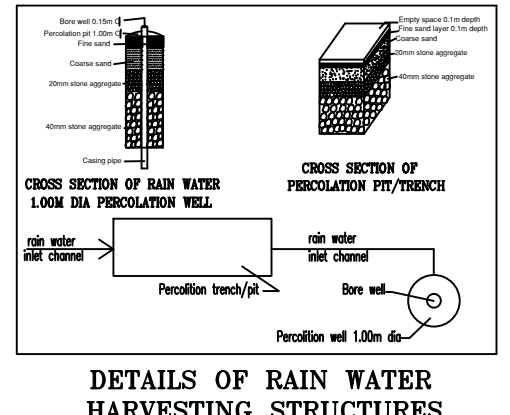 Bore well 0.15m
Percolation pit 1.00m
Fine sand
Coarse sand
20mm stone aggregate
40mm stone aggregate
Casing pipe
CROSS SECTION OF RAIN WATER
1.00M DIA PERCOLATION WELL
Empty space 0.1m depth
Fine sand layer 0.1m depth
Coarse sand
20mm stone aggregate
40mm stone aggregate
CROSS SECTION OF
PERCOLATION PIT/TRENCH
rain water
inlet channel
Percolition trench/pit
rain water
inlet channel
Bore well
Percolition well 1.00m dia
DETAILS OF RAIN WATER
HARVESTING STRUCTURES